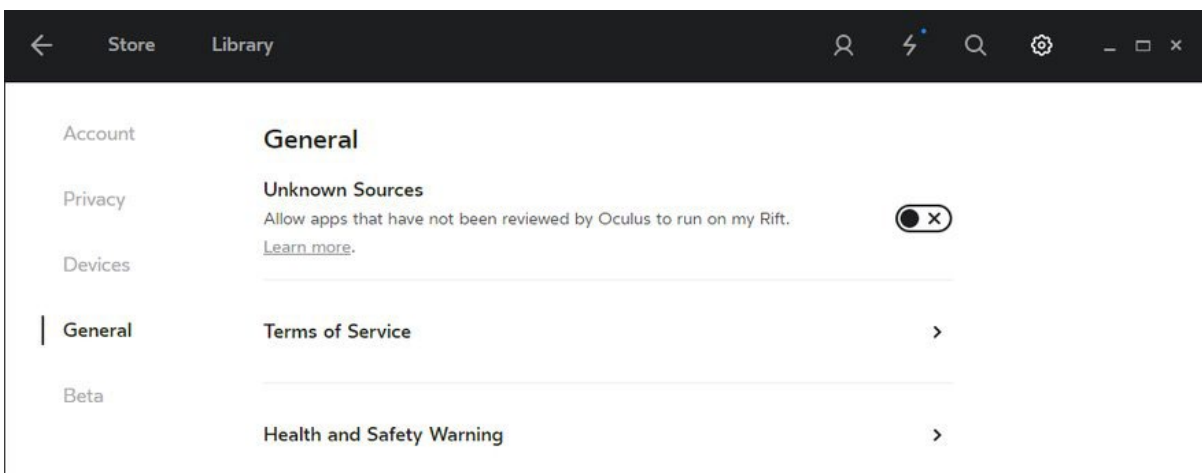 Store Library
Account
Privacy
Devices
General
Beta
General
Unknown Sources
Allow apps that have not been reviewed by Oculus to run on my Rift.
Learn more.
Terms of Service
Health and Safety Warning